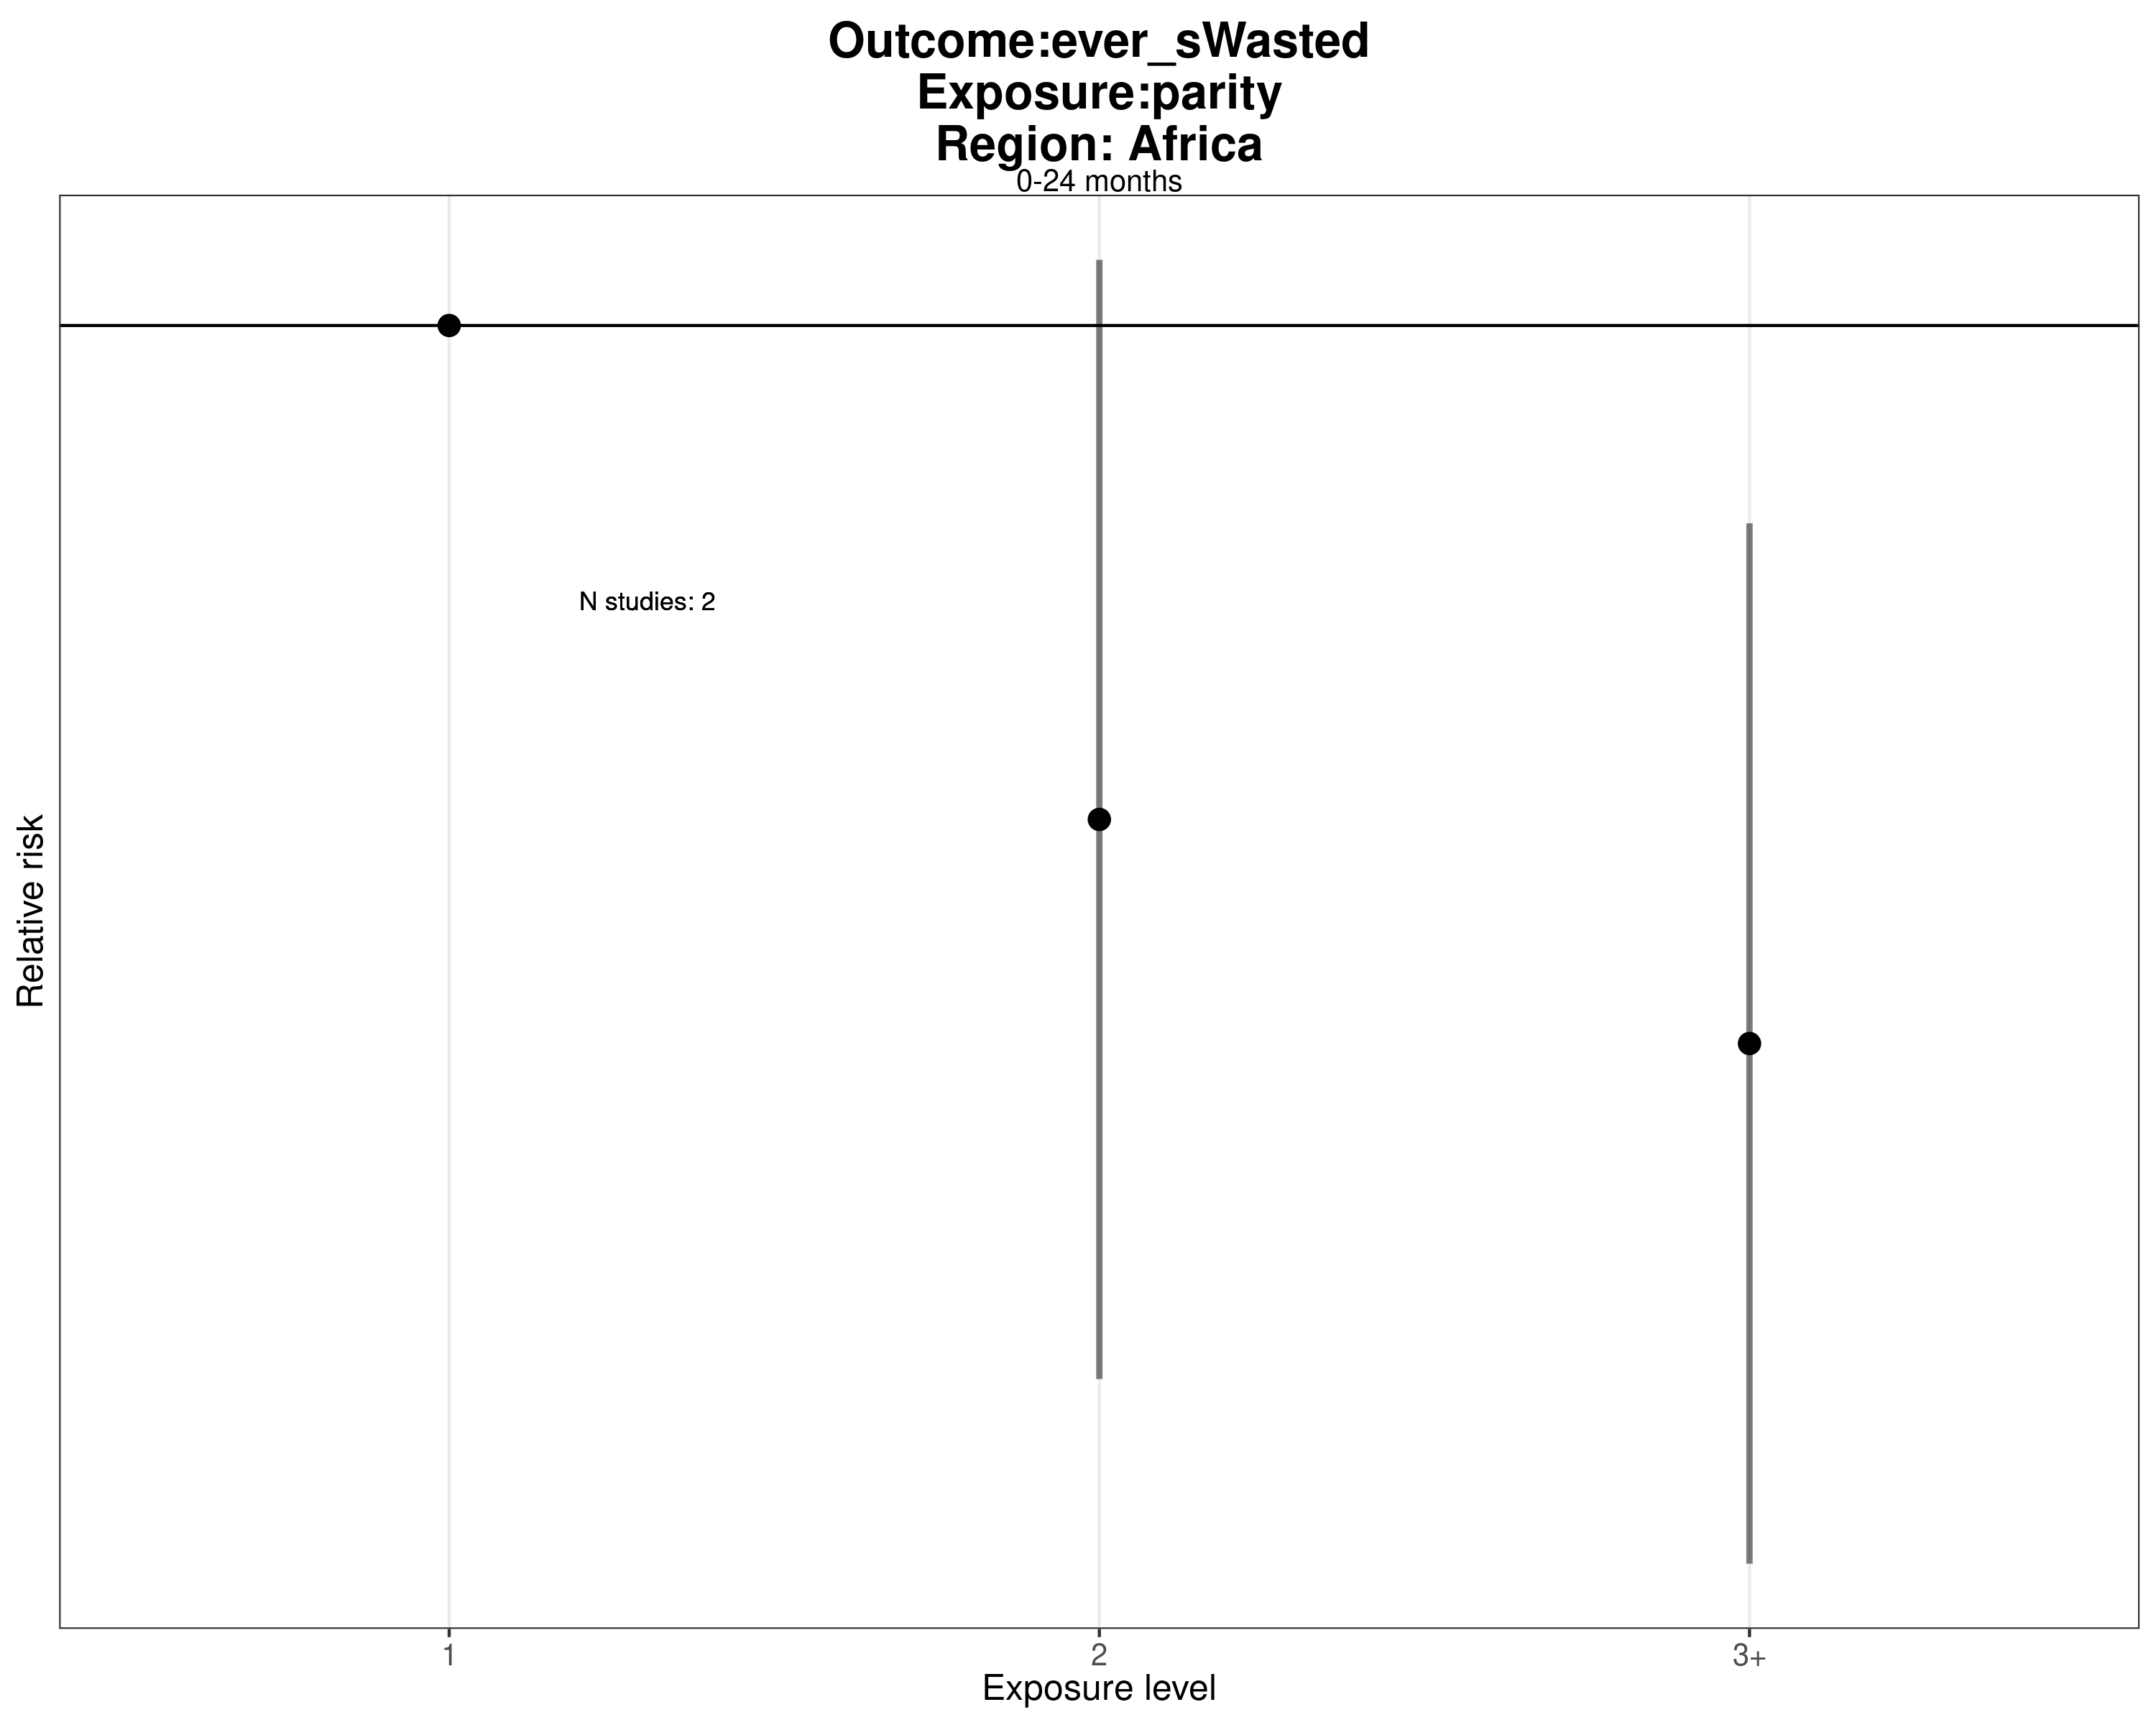 Outcome:ever_sWasted
Exposure:parity
Region: Africa
0-24 months
N studies: 2
Relative risk
1
2
3+
Exposure level